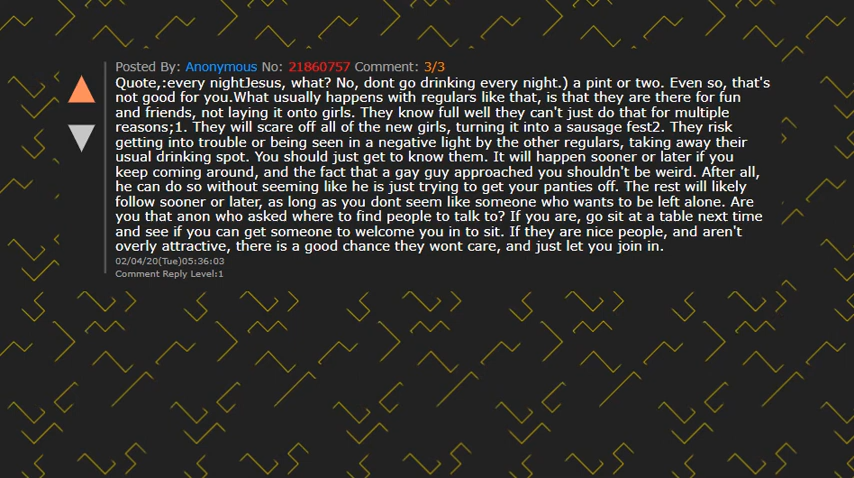 Posted By: Anonymous No: 21860757 Comment: 3/3
Quote,:every nightJesus, what? No, dont go drinking every night.) a pint or two. Even so, that's
not good for you.What usually happens with regulars like that, is that they are there for fun
and friends, not laying it onto girls. They know full well they can't just do that for multiple
reasons;1. They will scare off all of the new girls, turning it into a sausage fest2. They risk
getting into trouble or being seen in a negative light by the other regulars, taking away their
usual drinking spot. You should just get to know them. It will happen sooner or later if you
keep coming around, and the fact that a gay guy approached you shouldn't be weird. After all,
he can do so without seeming like he is just trying to get your panties off. The rest will likely
follow sooner or later, as long as you dont seem like someone who wants to be left alone. Are
you that anon who asked where to find people to talk to? If you are, go sit at a table next time
and see if you can get someone to welcome you in to sit. If they are nice people, and aren't
overly attractive, there is a good chance they wont care, and just let you join in.
02/04/20(Tue)05:36:03
Comment Reply Level:1